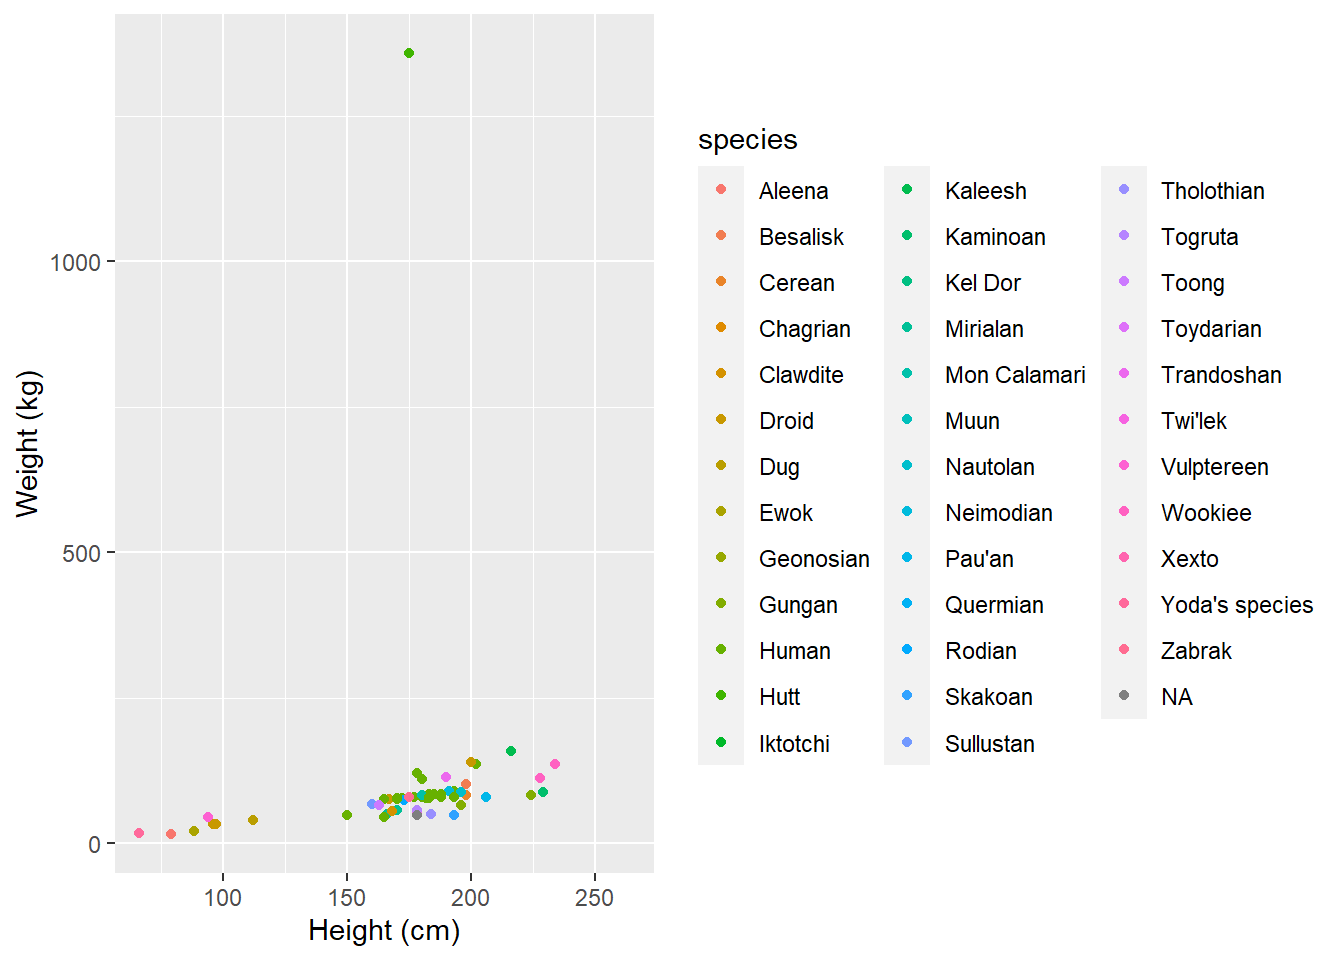 1000
500
0
Weight (kg)
100
150
200
250
Height (cm)
species
Aleena
Besalisk
Cerean
Chagrian
Clawdite
Droid
Dug
Ewok
Geonosian
Gungan
Human
Hutt
Iktotchi
Kaleesh
Kaminoan
Kel Dor
Mirialan
Mon Calamari
Muun
Nautolan
Neimodian
Pau'an
Quermian
Rodian
Skakoan
Sullustan
Tholothian
Togruta
Toong
Toydarian
Trandoshan
Twi'lek
Vulptereen
Wookiee
Xexto
Yoda's species
Zabrak
NA